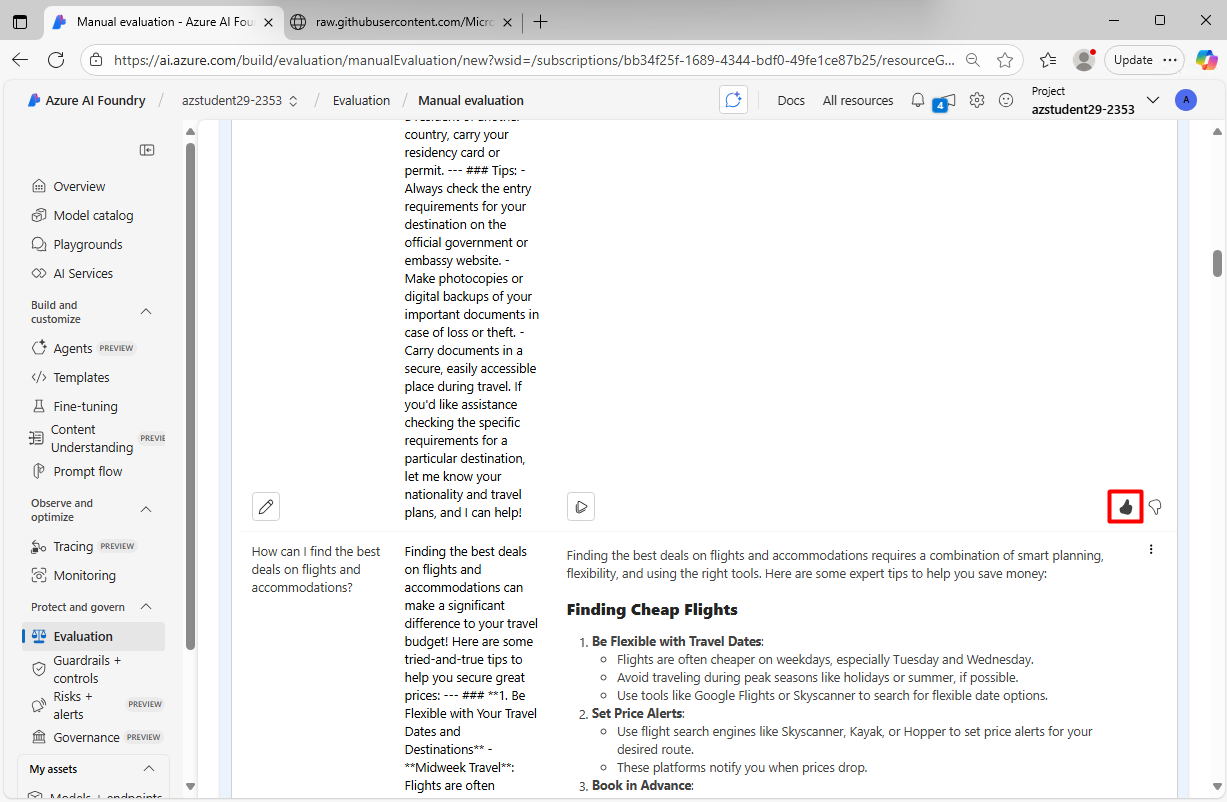 Manual evaluation - Azure AI Fou
raw.githubusercontent.com/Micro
https://ai.azure.com/build/evaluation/manualEvaluation/new?wsid=/subscriptions/bb34f25f-1689-4344-bdf0-49fe1ce87b25/resourceG...
Update
Azure AI Foundry
/
azstudent29-2353
/
Evaluation
/
Manual evaluation
Docs
All resources
4
Project
azstudent29-2353
A
Overview
Model catalog
Playgrounds
AI Services
Build and
customize
Agents PREVIEW
Templates
Fine-tuning
Content
Understanding PREVIE
Prompt flow
Observe and
optimize
Tracing PREVIEW
Monitoring
Protect and govern
Evaluation
Guardrails +
controls
Risks +
alerts PREVIEW
Governance PREVIEW
My assets
Models + endpoints
country, carry your
residency card or
permit. --- ### Tips: -
Always check the entry
requirements for your
destination on the
official government or
embassy website. -
Make photocopies or
digital backups of your
important documents in
case of loss or theft. -
Carry documents in a
secure, easily accessible
place during travel. If
you'd like assistance
checking the specific
requirements for a
particular destination,
let me know your
nationality and travel
plans, and I can help!
How can I find the best
deals on flights and
accommodations?
Finding the best deals
on flights and
accommodations can
make a significant
difference to your travel
budget! Here are some
tried-and-true tips to
help you secure great
prices: --- ### **1. Be
Flexible with Your Travel
Dates and
Destinations** -
**Midweek Travel**:
Flights are often
Finding the best deals on flights and accommodations requires a combination of smart planning,
flexibility, and using the right tools. Here are some expert tips to help you save money:
Finding Cheap Flights
1. Be Flexible with Travel Dates:
Flights are often cheaper on weekdays, especially Tuesday and Wednesday.
Avoid traveling during peak seasons like holidays or summer, if possible.
Use tools like Google Flights or Skyscanner to search for flexible date options.
2. Set Price Alerts:
Use flight search engines like Skyscanner, Kayak, or Hopper to set price alerts for your
desired route.
These platforms notify you when prices drop.
3. Book in Advance: